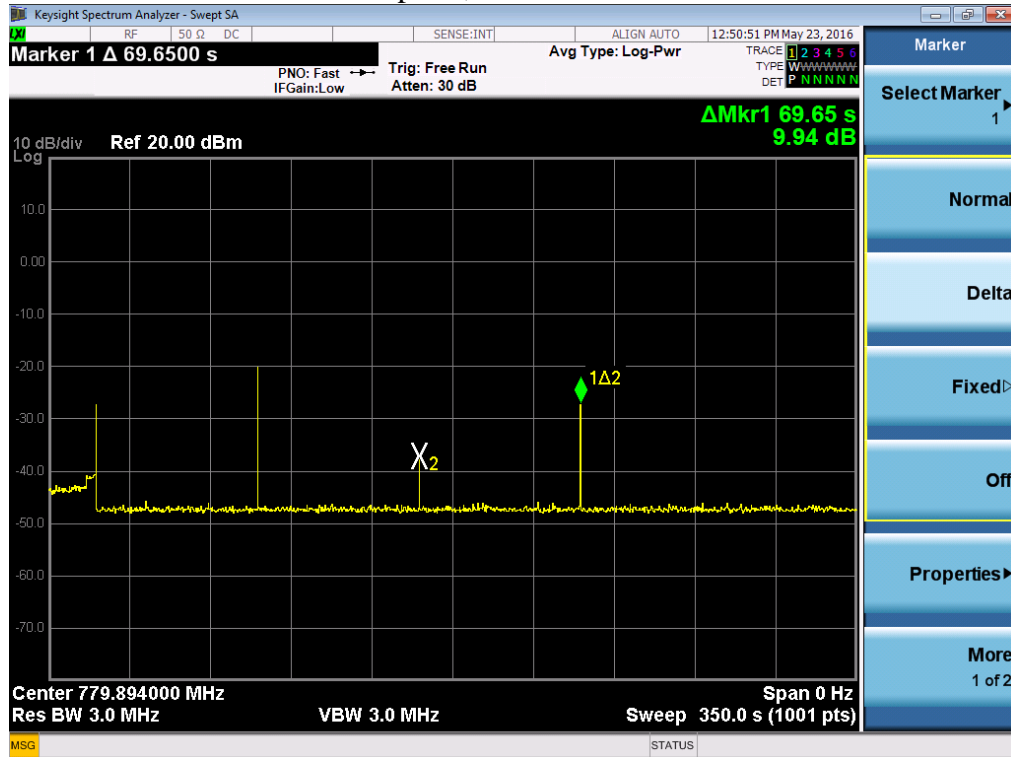 Keysight Spectrum Analyzer - Swept SA
LXI RF 50 Ω DC SENSE:INT ALIGN AUTO 12:50:51 PM May 23, 2016
Marker 1 Δ 69.6500 s
PNO: Fast
IFGain:Low
Trig: Free Run
Atten: 30 dB
Avg Type: Log-Pwr
TRACE 1 2 3 4 5 6
TYPE W W W W W W
DET P N N N N N
ΔMkr1 69.65 s
9.94 dB
10 dB/div Ref 20.00 dBm
Log
10.0
0.00
-10.0
-20.0
-30.0
-40.0
-50.0
-60.0
-70.0
1Δ2
X2
Center 779.894000 MHz Span 0 Hz
Res BW 3.0 MHz VBW 3.0 MHz Sweep 350.0 s (1001 pts)
MSG STATUS
Marker
Select Marker
1
Normal
Delta
Fixed
Off
Properties
More
1 of 2